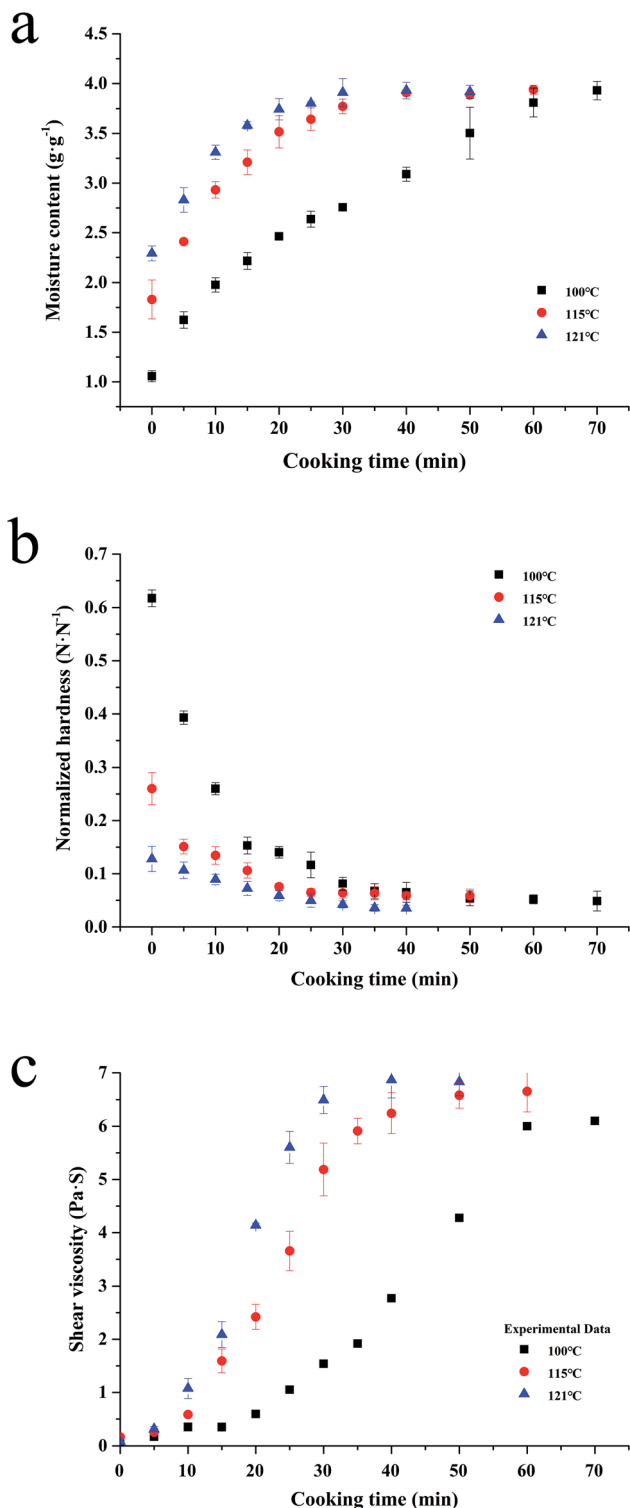 a
4.5
4.0
3.5
3.0
2.5
2.0
1.5
1.0
Moisture content (g·g-1)
100℃
115℃
121℃
0 10 20 30 40 50 60 70
Cooking time (min)
b
0.7
0.6
0.5
0.4
0.3
0.2
0.1
0.0
Normalized hardness (N·N-1)
100℃
115℃
121℃
0 10 20 30 40 50 60 70
Cooking time (min)
c
7
6
5
4
3
2
1
0
Shear viscosity (Pa·S)
Experimental Data
100℃
115℃
121℃
0 10 20 30 40 50 60 70
Cooking time (min)